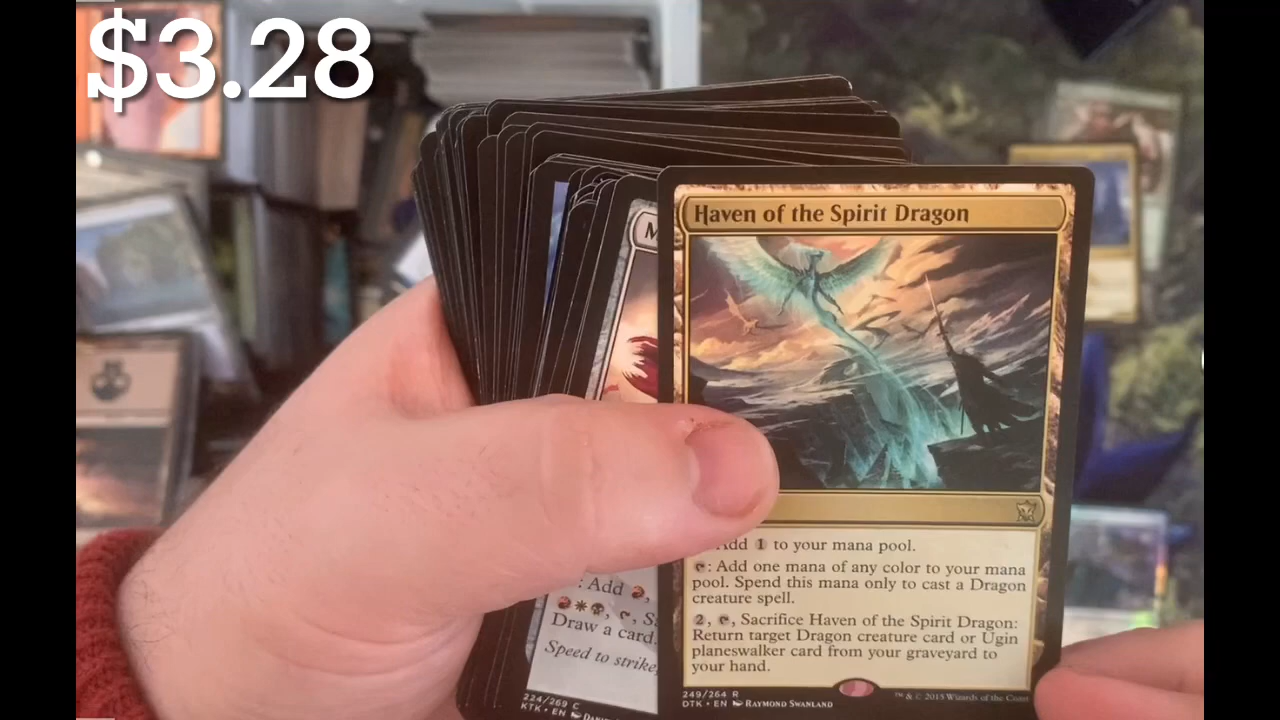 $3.28
Haven of the Spirit Dragon
M
Add 1 to your mana pool.
: Add one mana of any color to your mana
pool. Spend this mana only to cast a Dragon
creature spell.
2, , Sacrifice Haven of the Spirit Dragon:
Return target Dragon creature card or Ugin
planeswalker card from your graveyard to
your hand.
249/264 R
DTK • EN RAYMOND SWANLAND
™ & © 2015 Wizards of the Coast
: Add ,
Draw a card.
Speed to strike,
224/269 C
KTK • EN